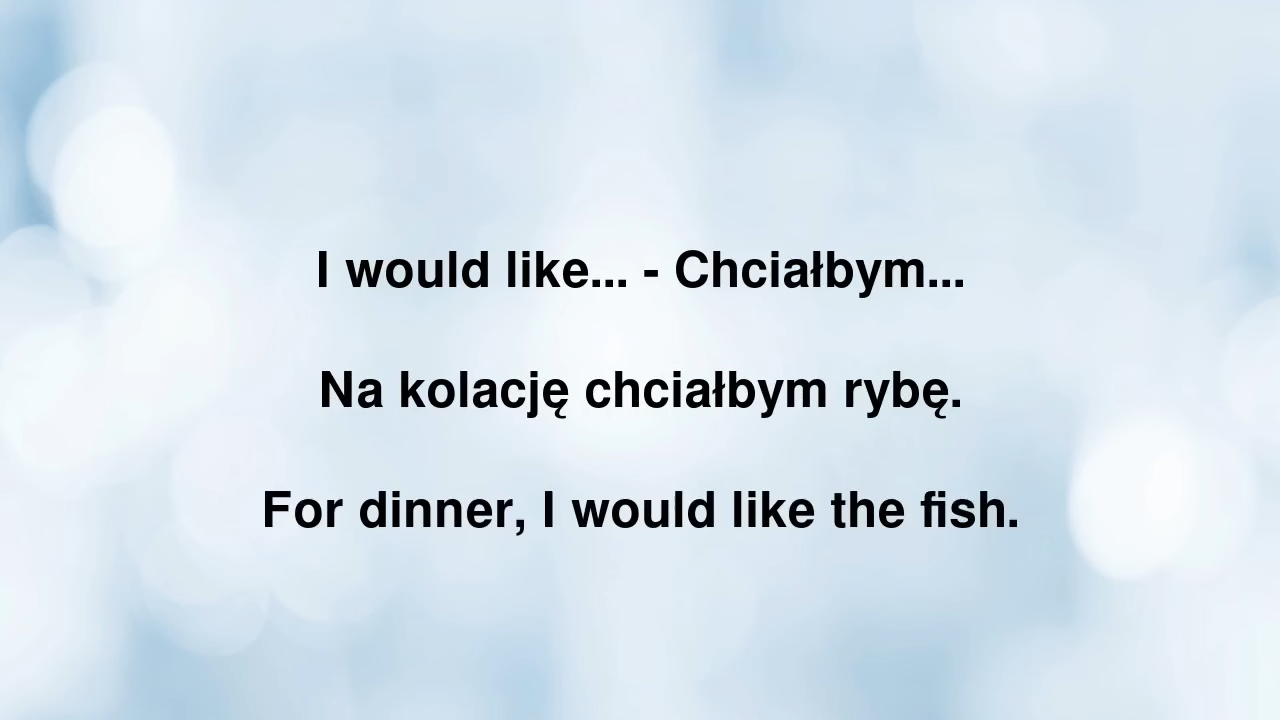 I would like... - Chciałbym...
Na kolację chciałbym rybę.
For dinner, I would like the fish.